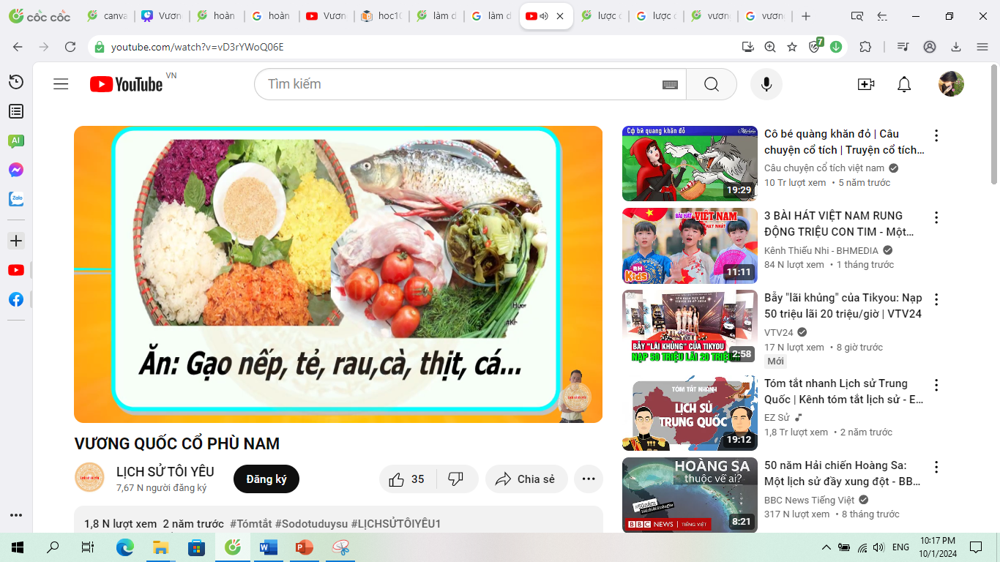 cốc cốc
canva
Vươn
hoàn
hoàn
Vươn
hoc10
làm d
làm d
lược c
lược c
vươn
vươn
youtube.com/watch?v=vD3rYWoQ06E
7
AI
Zalo
YouTube VN
Tìm kiếm
Ăn: Gạo nếp, tẻ, rau,cà, thịt, cá...
VƯƠNG QUỐC CỔ PHÙ NAM
LỊCH SỬ TÔI YÊU
7,67 N người đăng ký
Đăng ký
35
Chia sẻ
1,8 N lượt xem 2 năm trước #Tómtắt #Sodotuduysu #LỊCHSỬTÔIYÊU1
19:29
Cô bé quàng khăn đỏ | Câu
chuyện cổ tích | Truyện cổ tích...
Câu chuyện cổ tích việt nam
10 Tr lượt xem • 5 năm trước
BÀI HÁT VIỆT NAM
HAY NHẤT
BH
Kids
11:11
3 BÀI HÁT VIỆT NAM RUNG
ĐỘNG TRIỆU CON TIM - Một...
Kênh Thiếu Nhi - BHMEDIA
84 N lượt xem • 1 tháng trước
BẪY "LÃI KHỦNG" CỦA TIKYOU
NẠP 50 TRIỆU LÃI 20 TRIỆU
2:58
Bẫy "lãi khủng" của Tikyou: Nạp
50 triệu lãi 20 triệu/giờ | VTV24
VTV24
17 N lượt xem • 8 giờ trước
Mới
TÓM TẮT NHANH
LỊCH SỬ
TRUNG QUỐC
19:12
Tóm tắt nhanh Lịch sử Trung
Quốc | Kênh tóm tắt lịch sử - E...
EZ Sử
1,8 Tr lượt xem • 2 năm trước
HOÀNG SA
thuộc về ai?
#50năm
BBC NEWS | TIẾNG VIỆT
8:21
50 năm Hải chiến Hoàng Sa:
Một lịch sử đầy xung đột - BB...
BBC News Tiếng Việt
317 N lượt xem • 8 tháng trước
ENG
10:17 PM
10/1/2024